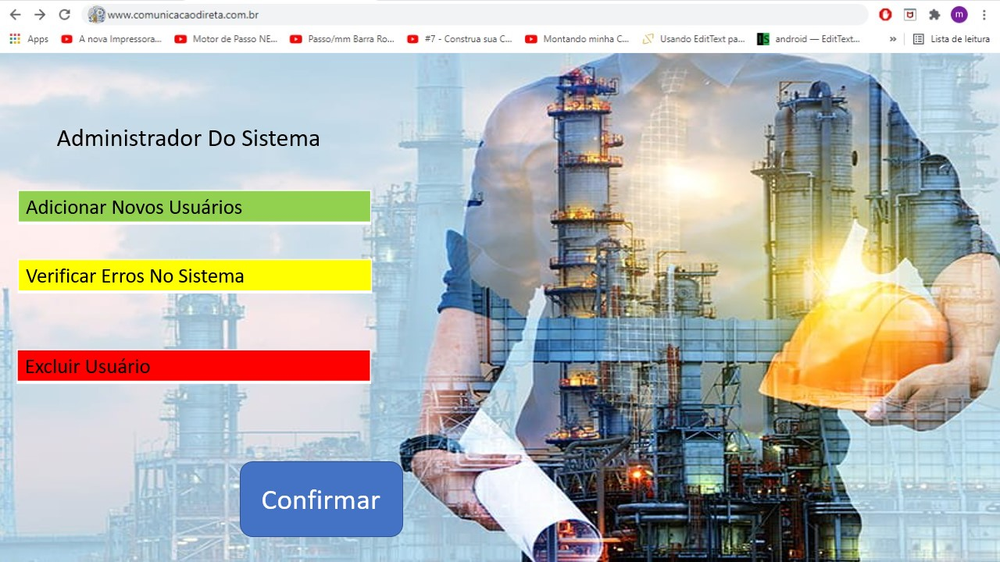 www.comunicacaodireta.com.br
m
Apps
A nova Impressora...
Motor de Passo NE...
Passo/mm Barra Ro...
#7 - Construa sua C...
Montando minha C...
Usando EditText pa...
android — EditText...
»
Lista de leitura
Administrador Do Sistema
Adicionar Novos Usuários
Verificar Erros No Sistema
Excluir Usuário
Confirmar